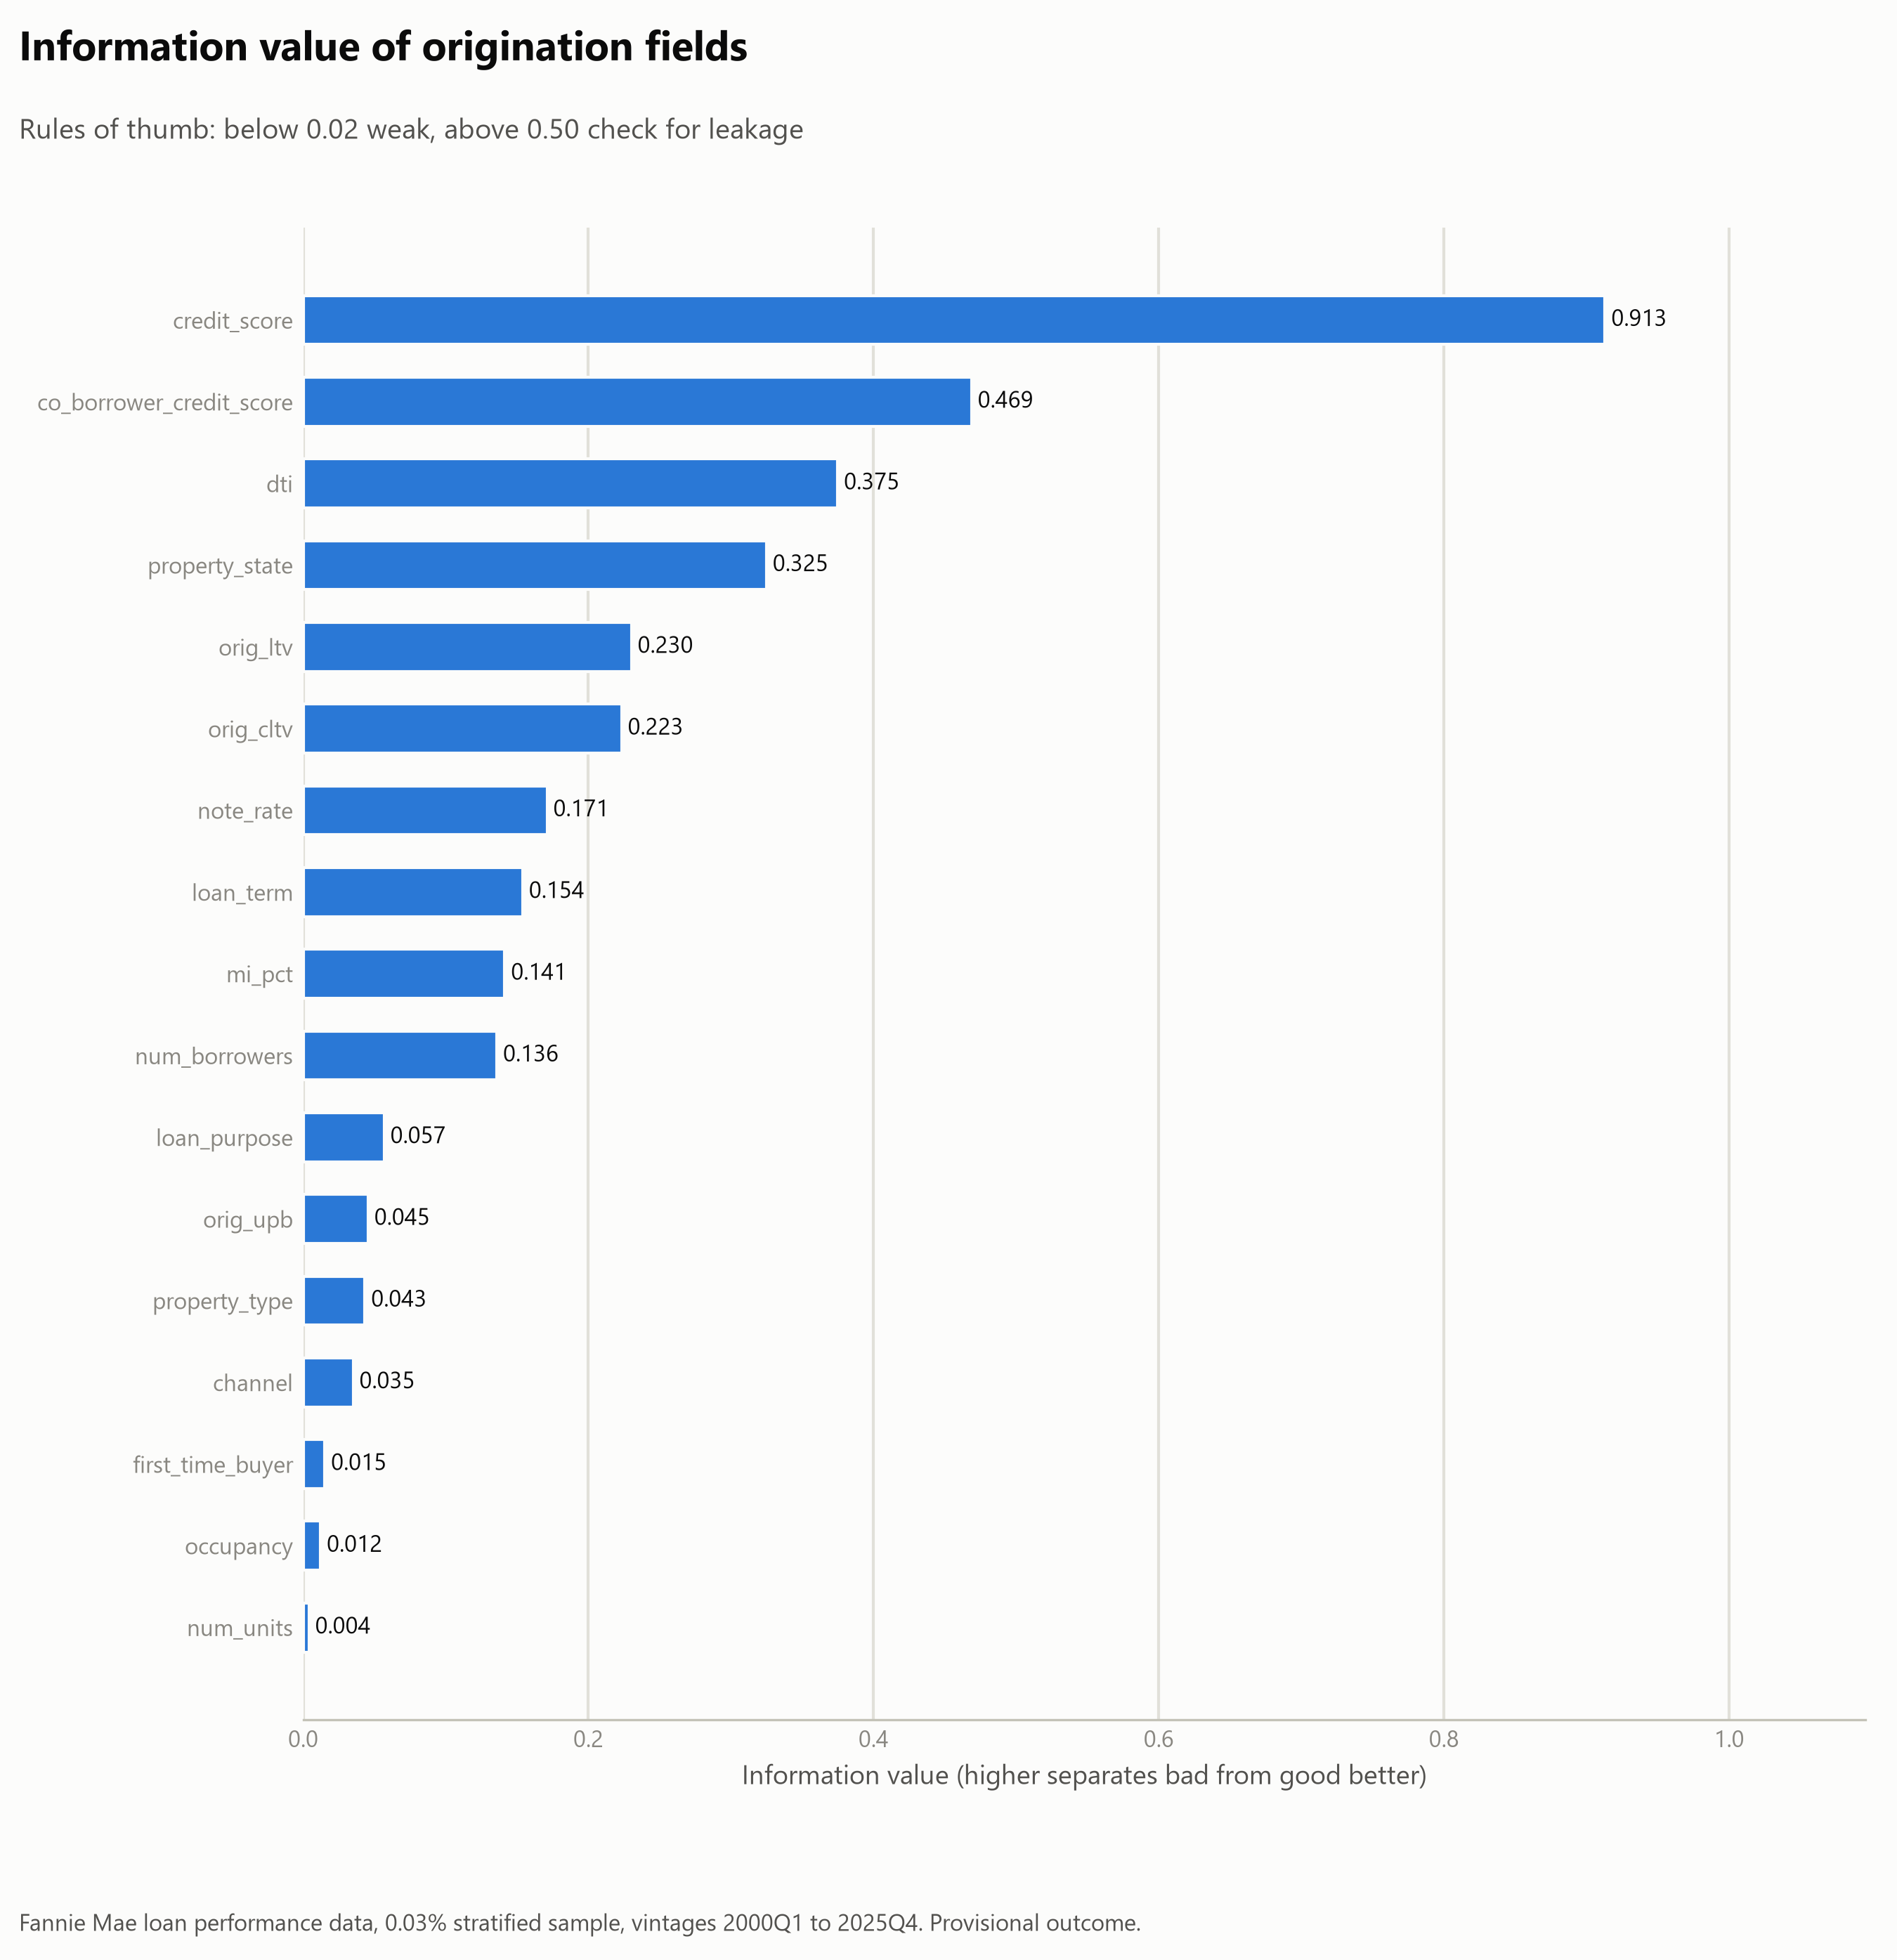 Information value of origination fields
Rules of thumb: below 0.02 weak, above 0.50 check for leakage
credit_score 0.913
co_borrower_credit_score 0.469
dti 0.375
property_state 0.325
orig_ltv 0.230
orig_cltv 0.223
note_rate 0.171
loan_term 0.154
mi_pct 0.141
num_borrowers 0.136
loan_purpose 0.057
orig_upb 0.045
property_type 0.043
channel 0.035
first_time_buyer 0.015
occupancy 0.012
num_units 0.004
0.0 0.2 0.4 0.6 0.8 1.0
Information value (higher separates bad from good better)
Fannie Mae loan performance data, 0.03% stratified sample, vintages 2000Q1 to 2025Q4. Provisional outcome.